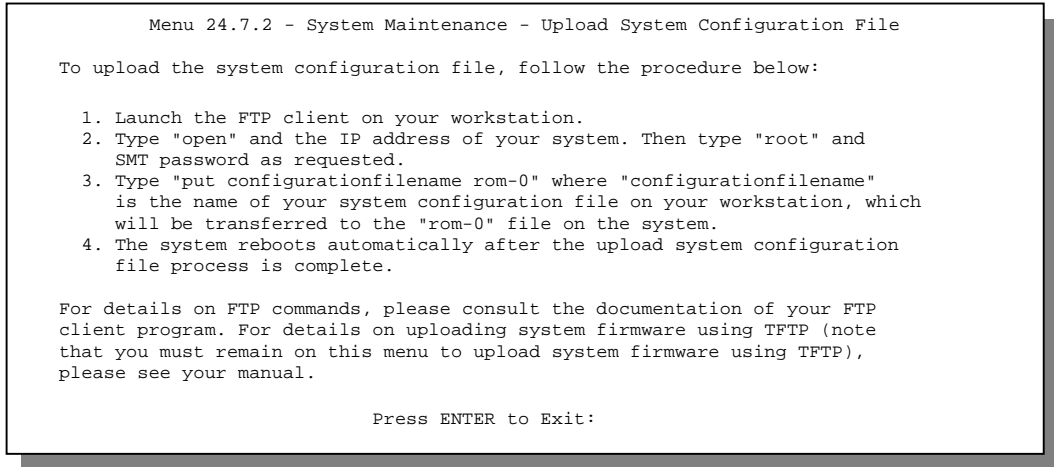 Menu 24.7.2 - System Maintenance - Upload System Configuration File
To upload the system configuration file, follow the procedure below:
1. Launch the FTP client on your workstation.
2. Type "open" and the IP address of your system. Then type "root" and
SMT password as requested.
3. Type "put configurationfilename rom-0" where "configurationfilename"
is the name of your system configuration file on your workstation, which
will be transferred to the "rom-0" file on the system.
4. The system reboots automatically after the upload system configuration
file process is complete.
For details on FTP commands, please consult the documentation of your FTP
client program. For details on uploading system firmware using TFTP (note
that you must remain on this menu to upload system firmware using TFTP),
please see your manual.
Press ENTER to Exit: